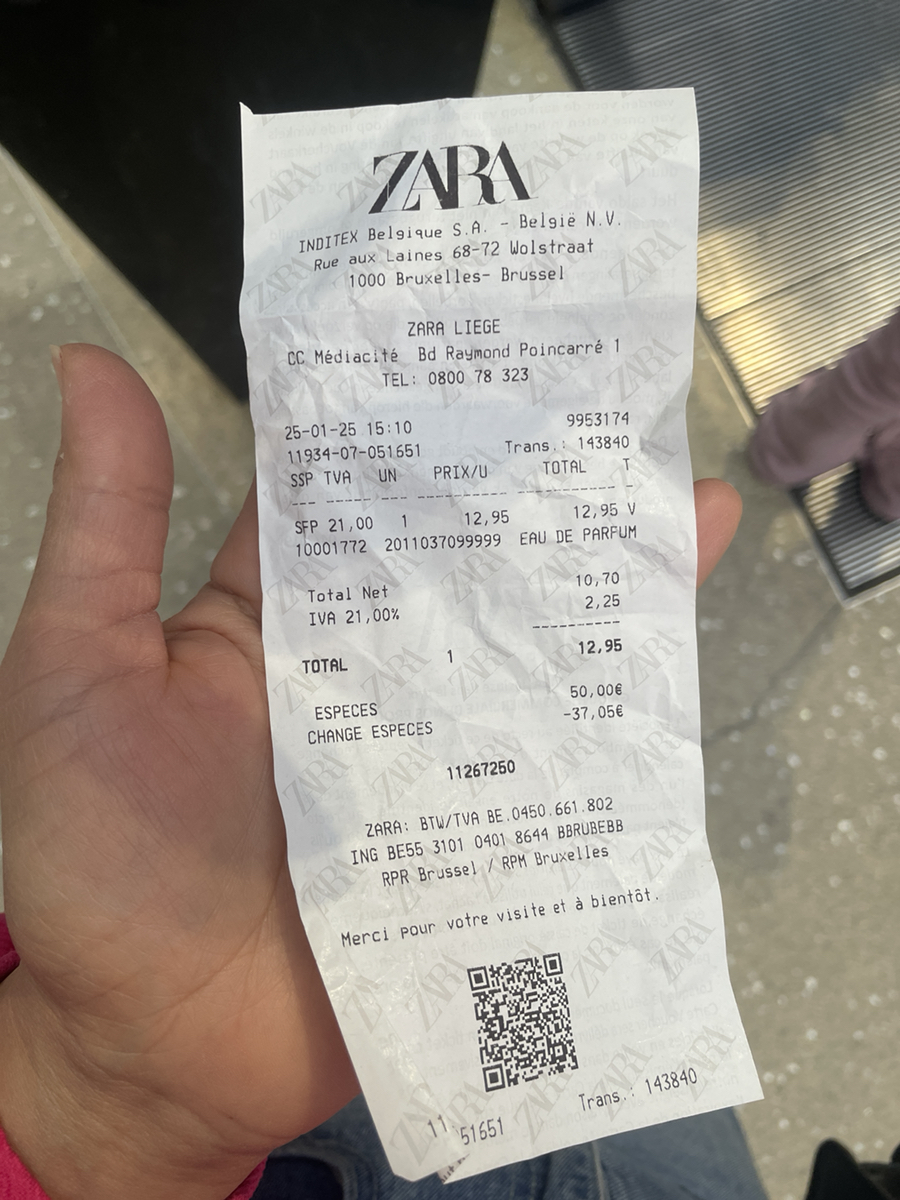 ZARA
INDITEX Belgique S.A. - België N.V.
Rue aux Laines 68-72 Wolstraat
1000 Bruxelles- Brussel
ZARA LIEGE
CC Médiacité Bd Raymond Poincarré 1
TEL: 0800 78 323
25-01-25 15:10 9953174
11934-07-051651 Trans.: 143840
SSP TVA UN PRIX/U TOTAL T
--- ----- --- ---------- ----------- -
SFP 21,00 1 12,95 12,95 V
10001772 2011037099999 EAU DE PARFUM
Total Net 10,70
IVA 21,00% 2,25
----------
TOTAL 1 12,95
ESPECES 50,00€
CHANGE ESPECES -37,05€
11267250
ZARA: BTW/TVA BE.0450.661.802
ING BE55 3101 0401 8644 BBRUBEBB
RPR Brussel / RPM Bruxelles
Merci pour votre visite et à bientôt.
11 51651 Trans.: 143840